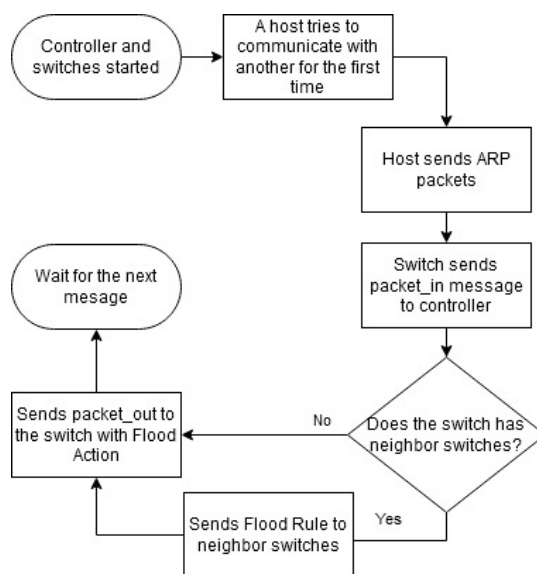 Controller and
switches started
A host tries to
communicate with
another for the first
time
Host sends ARP
packets
Switch sends
packet_in message
to controller
Does the switch has
neighbor switches?
No
Yes
Sends Flood Rule to
neighbor switches
Sends packet_out to
the switch with Flood
Action
Wait for the next
mesage